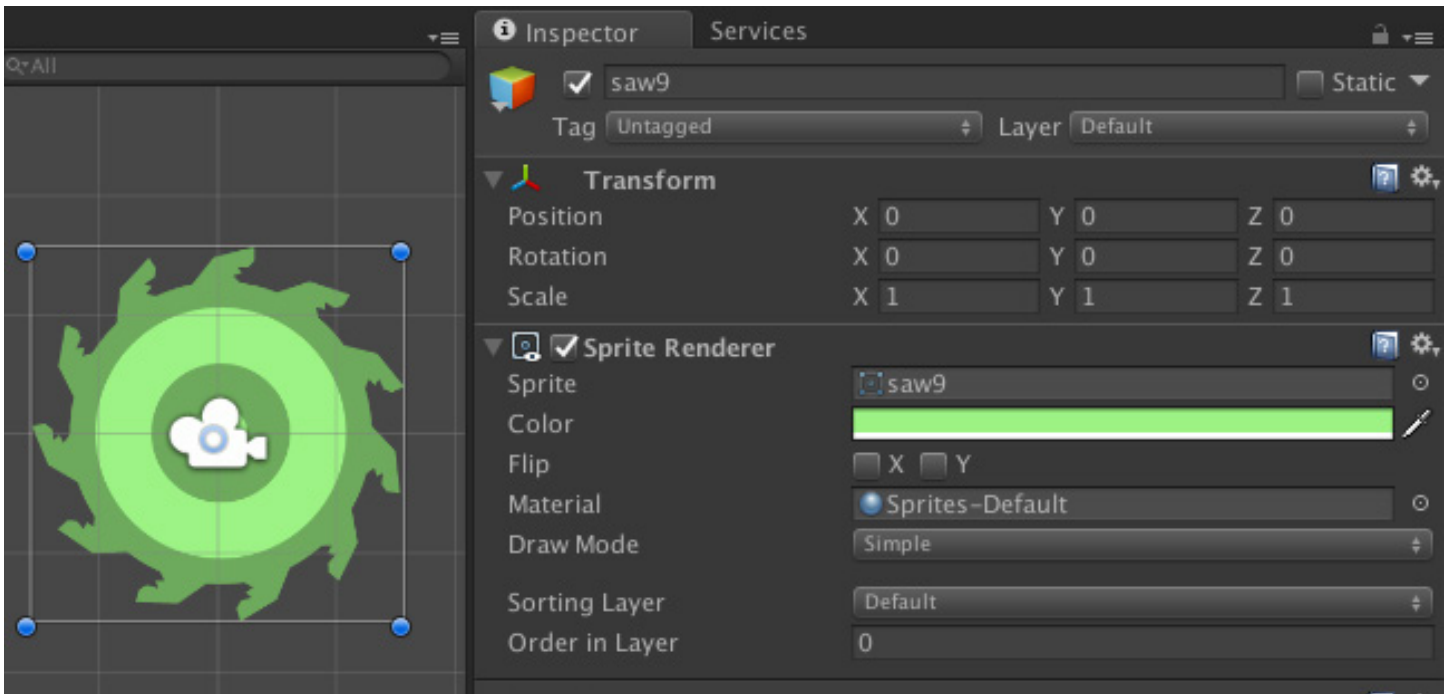 Inspector Services
All
saw9 Static
Tag Untagged Layer Default
Transform
Position X 0 Y 0 Z 0
Rotation X 0 Y 0 Z 0
Scale X 1 Y 1 Z 1
Sprite Renderer
Sprite saw9
Color
Flip X Y
Material Sprites-Default
Draw Mode Simple
Sorting Layer Default
Order in Layer 0